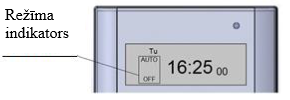 Režīma
indikators
Tu
AUTO
16:25 00
OFF